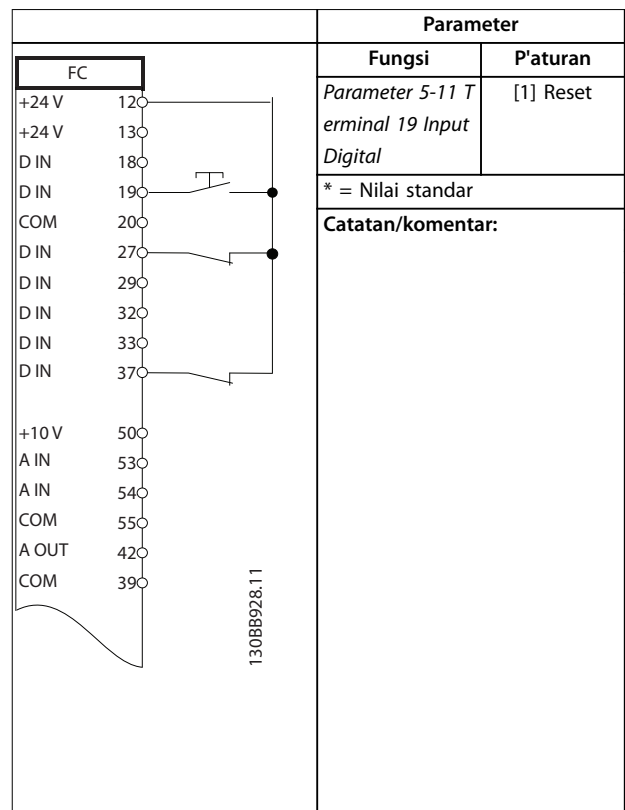 Parameter
Fungsi P'aturan
Parameter 5-11 T
erminal 19 Input
Digital
[1] Reset
* = Nilai standar
Catatan/komentar:
FC
+24 V 12
+24 V 13
D IN 18
D IN 19
COM 20
D IN 27
D IN 29
D IN 32
D IN 33
D IN 37
+10 V 50
A IN 53
A IN 54
COM 55
A OUT 42
COM 39
130BB928.11